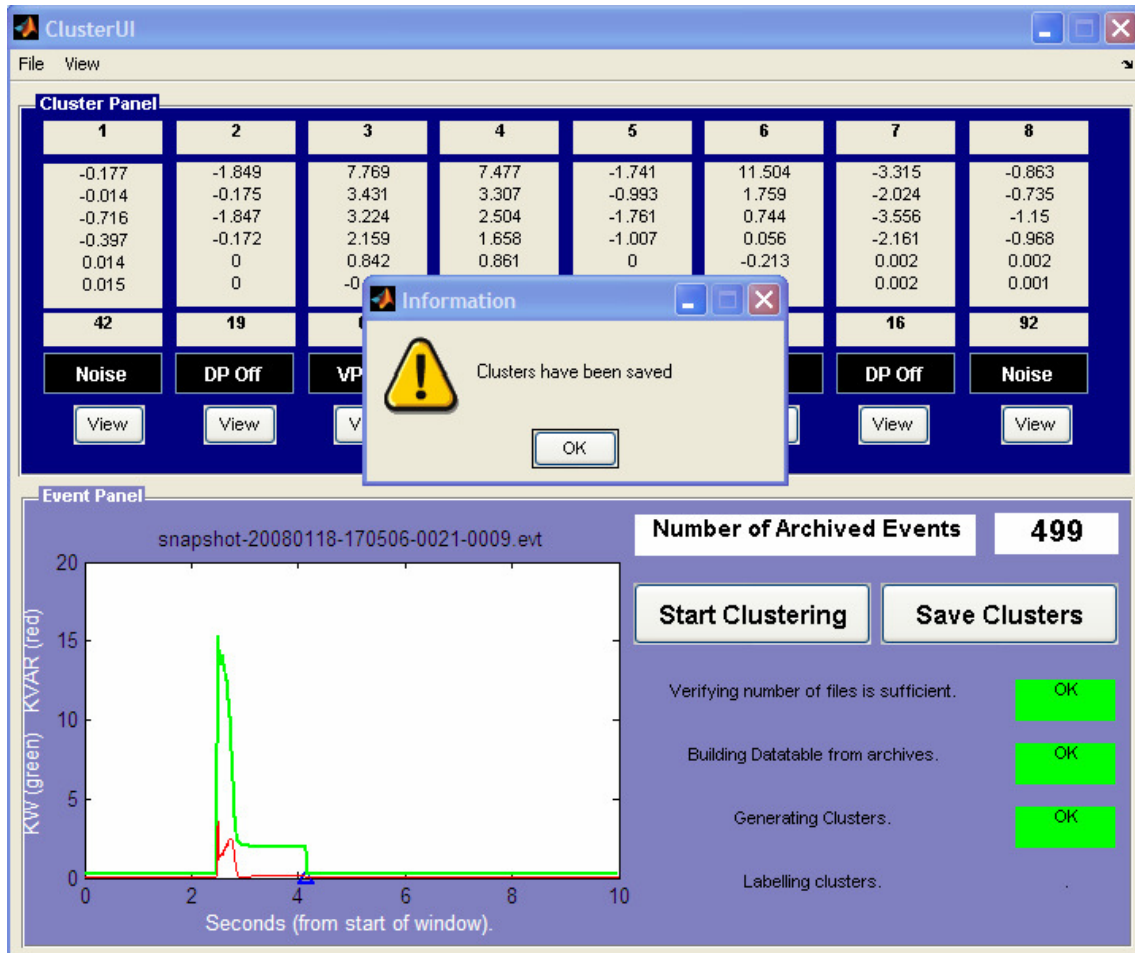 ClusterUI
File View
Cluster Panel
1 2 3 4 5 6 7 8
-0.177 -1.849 7.769 7.477 -1.741 11.504 -3.315 -0.863
-0.014 -0.175 3.431 3.307 -0.993 1.759 -2.024 -0.735
-0.716 -1.847 3.224 2.504 -1.761 0.744 -3.556 -1.15
-0.397 -0.172 2.159 1.658 -1.007 0.056 -2.161 -0.968
0.014 0 0.842 0.861 0 -0.213 0.002 0.002
0.015 0 -0 0.002 0.001
Information
42 19 16 92
Clusters have been saved
Noise DP Off VP DP Off Noise
View View V View View
OK
Event Panel
snapshot-20080118-170506-0021-0009.evt
Number of Archived Events 499
Start Clustering Save Clusters
Verifying number of files is sufficient. OK
Building Datatable from archives. OK
Generating Clusters. OK
Labelling clusters. .
KW (green) KVAR (red)
20
15
10
5
0
0 2 4 6 8 10
Seconds (from start of window).